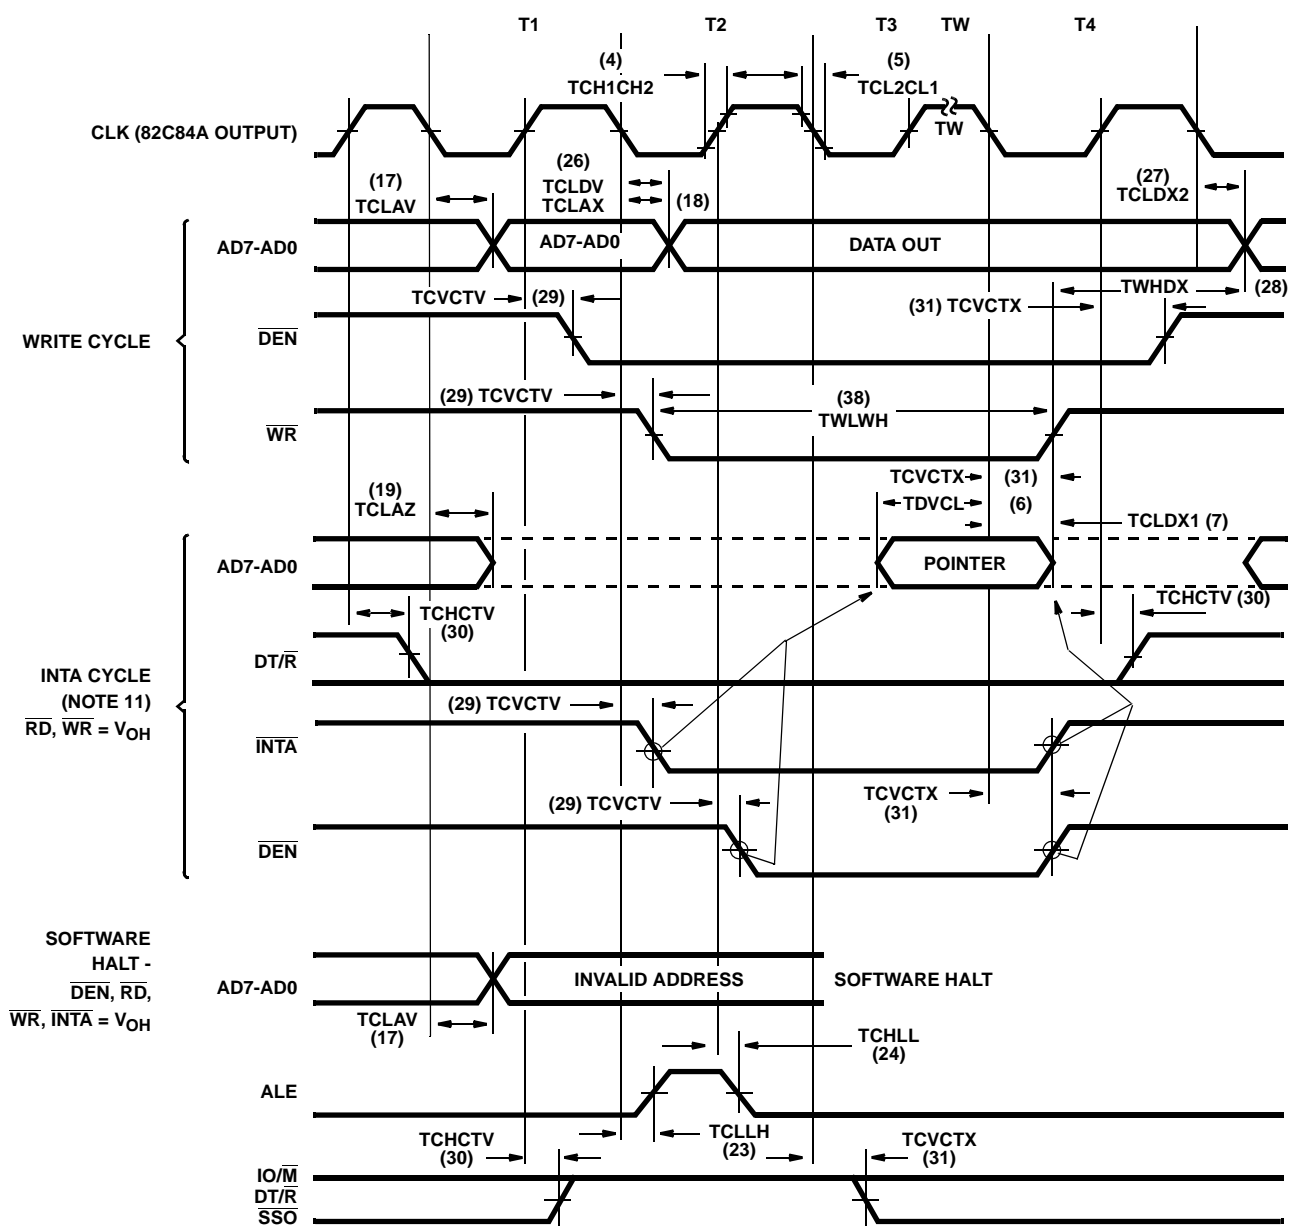 T1 T2 T3 TW T4
(4)
TCH1CH2
(5)
TCL2CL1
CLK (82C84A OUTPUT)
TW
(17)
TCLAV
(26)
TCLDV
TCLAX
(18)
(27)
TCLDX2
WRITE CYCLE
AD7-AD0
AD7-AD0
DATA OUT
TCVCTV (29)
(31) TCVCTX
TWHDX
(28)
DEN
(29) TCVCTV
(38)
TWLWH
WR
TCVCTX (31)
TDVCL (6)
(19)
TCLAZ
TCLDX1 (7)
INTA CYCLE
(NOTE 11)
RD, WR = VOH
AD7-AD0
POINTER
TCHCTV
(30)
TCHCTV (30)
DT/R
(29) TCVCTV
INTA
(29) TCVCTV
TCVCTX
(31)
DEN
SOFTWARE
HALT -
DEN, RD,
WR, INTA = VOH
AD7-AD0
INVALID ADDRESS
SOFTWARE HALT
TCLAV
(17)
TCHLL
(24)
ALE
TCHCTV
(30)
TCLLH
(23)
TCVCTX
(31)
IO/M
DT/R
SSO